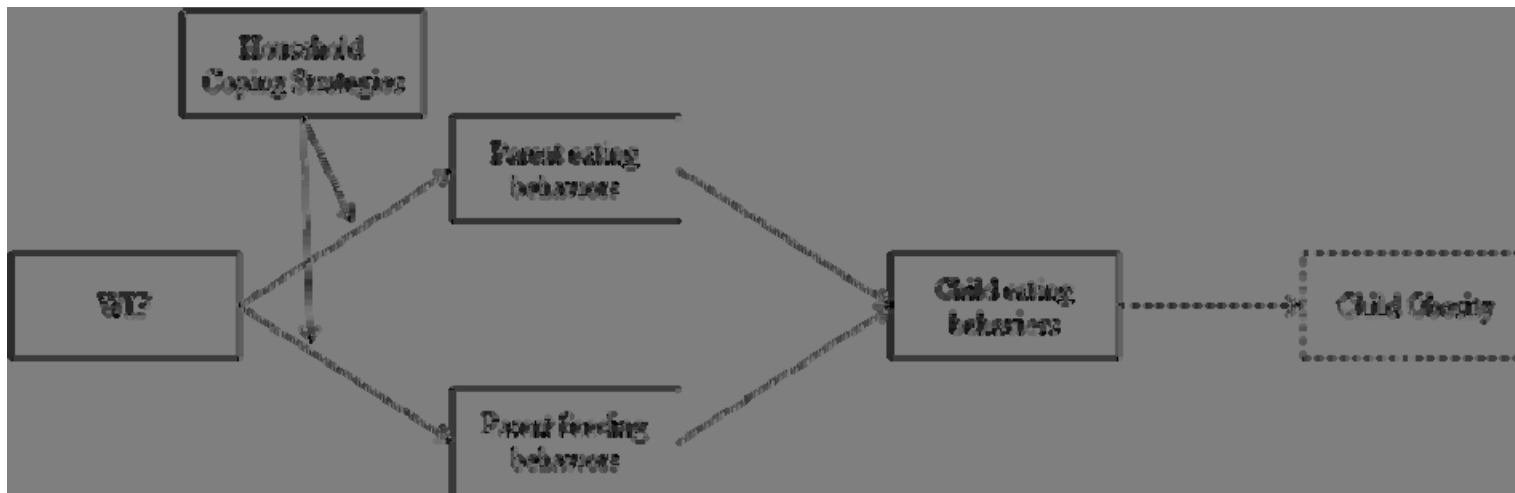 Household
Coping Strategies
Parent eating
behaviors
Child eating
behaviors
Child Obesity
Parent feeding
behaviors